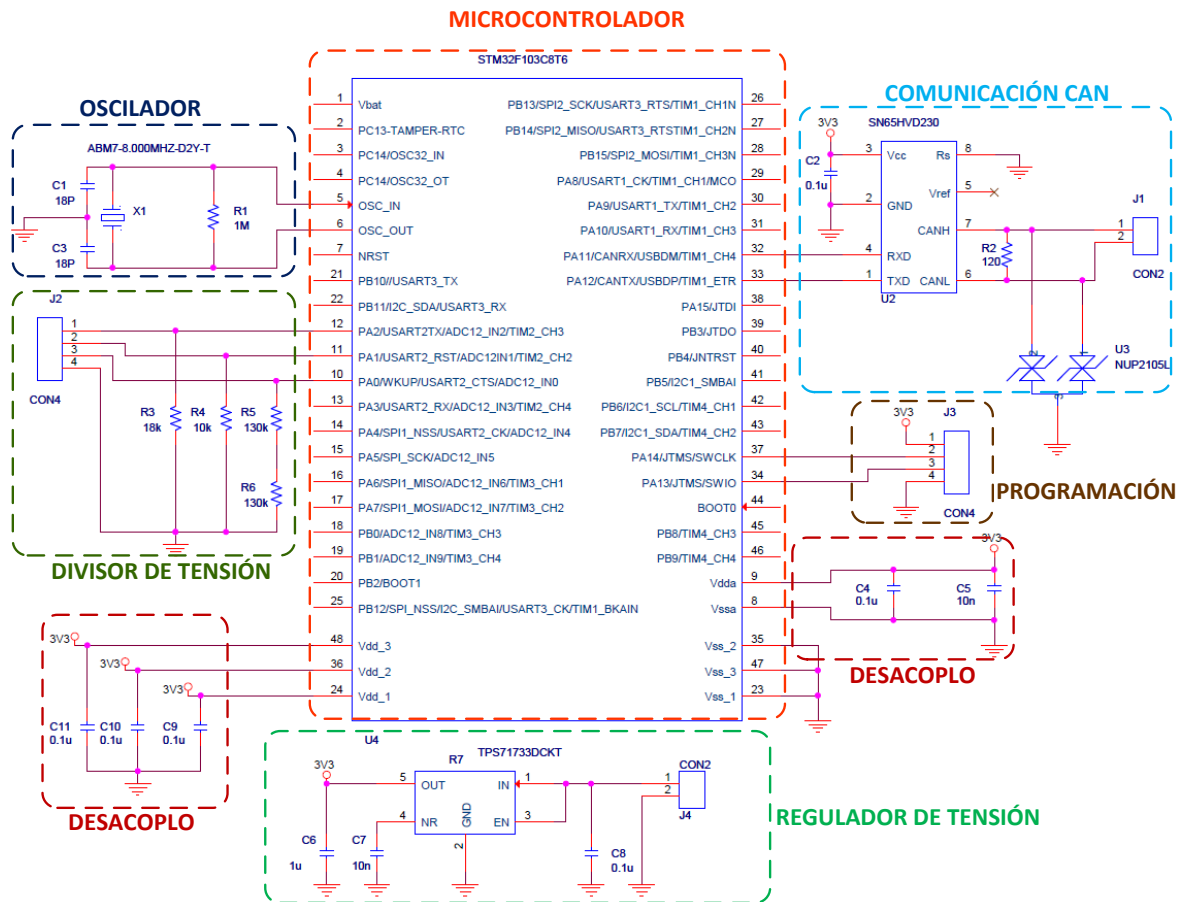 MICROCONTROLADOR
STM32F103C8T6
OSCILADOR
ABM7-8.000MHZ-D2Y-T
C1
18P
X1
R1
1M
C3
18P
J2
1
2
3
4
CON4
R3
18k
R4
10k
R5
130k
R6
130k
DIVISOR DE TENSIÓN
1 Vbat
2 PC13-TAMPER-RTC
3 PC14/OSC32_IN
4 PC14/OSC32_OT
5 OSC_IN
6 OSC_OUT
7 NRST
21 PB10//USART3_TX
22 PB11/I2C_SDA/USART3_RX
12 PA2/USART2TX/ADC12_IN2/TIM2_CH3
11 PA1/USART2_RST/ADC12IN1/TIM2_CH2
10 PA0/WKUP/USART2_CTS/ADC12_IN0
13 PA3/USART2_RX/ADC12_IN3/TIM2_CH4
14 PA4/SPI1_NSS/USART2_CK/ADC12_IN4
15 PA5/SPI_SCK/ADC12_IN5
16 PA6/SPI1_MISO/ADC12_IN6/TIM3_CH1
17 PA7/SPI1_MOSI/ADC12_IN7/TIM3_CH2
18 PB0/ADC12_IN8/TIM3_CH3
19 PB1/ADC12_IN9/TIM3_CH4
20 PB2/BOOT1
25 PB12/SPI_NSS/I2C_SMBAI/USART3_CK/TIM1_BKAIN
48 Vdd_3
36 Vdd_2
24 Vdd_1
PB13/SPI2_SCK/USART3_RTS/TIM1_CH1N 26
PB14/SPI2_MISO/USART3_RTSTIM1_CH2N 27
PB15/SPI2_MOSI/TIM1_CH3N 28
PA8/USART1_CK/TIM1_CH1/MCO 29
PA9/USART1_TX/TIM1_CH2 30
PA10/USART1_RX/TIM1_CH3 31
PA11/CANRX/USBDM/TIM1_CH4 32
PA12/CANTX/USBDP/TIM1_ETR 33
PA15/JTDI 38
PB3/JTDO 39
PB4/JNTRST 40
PB5/I2C1_SMBAI 41
PB6/I2C1_SCL/TIM4_CH1 42
PB7/I2C1_SDA/TIM4_CH2 43
PA14/JTMS/SWCLK 37
PA13/JTMS/SWIO 34
BOOT0 44
PB8/TIM4_CH3 45
PB9/TIM4_CH4 46
Vdda 9
Vssa 8
Vss_2 35
Vss_3 47
Vss_1 23
U4
COMUNICACIÓN CAN
3V3
SN65HVD230
C2
0.1u
3 Vcc
2 GND
4 RXD
1 TXD
Rs 8
Vref 5
CANH 7
CANL 6
U2
R2
120
J1
1
2
CON2
2
1
3
U3
NUP2105L
3V3
J3
1
2
3
4
CON4
PROGRAMACIÓN
3V3
C4
0.1u
C5
10n
DESACOPLO
3V3
3V3
3V3
C11
0.1u
C10
0.1u
C9
0.1u
DESACOPLO
R7
TPS71733DCKT
3V3
5 OUT
4 NR
GND
2
IN 1
EN 3
C6
1u
C7
10n
C8
0.1u
CON2
1
2
J4
REGULADOR DE TENSIÓN